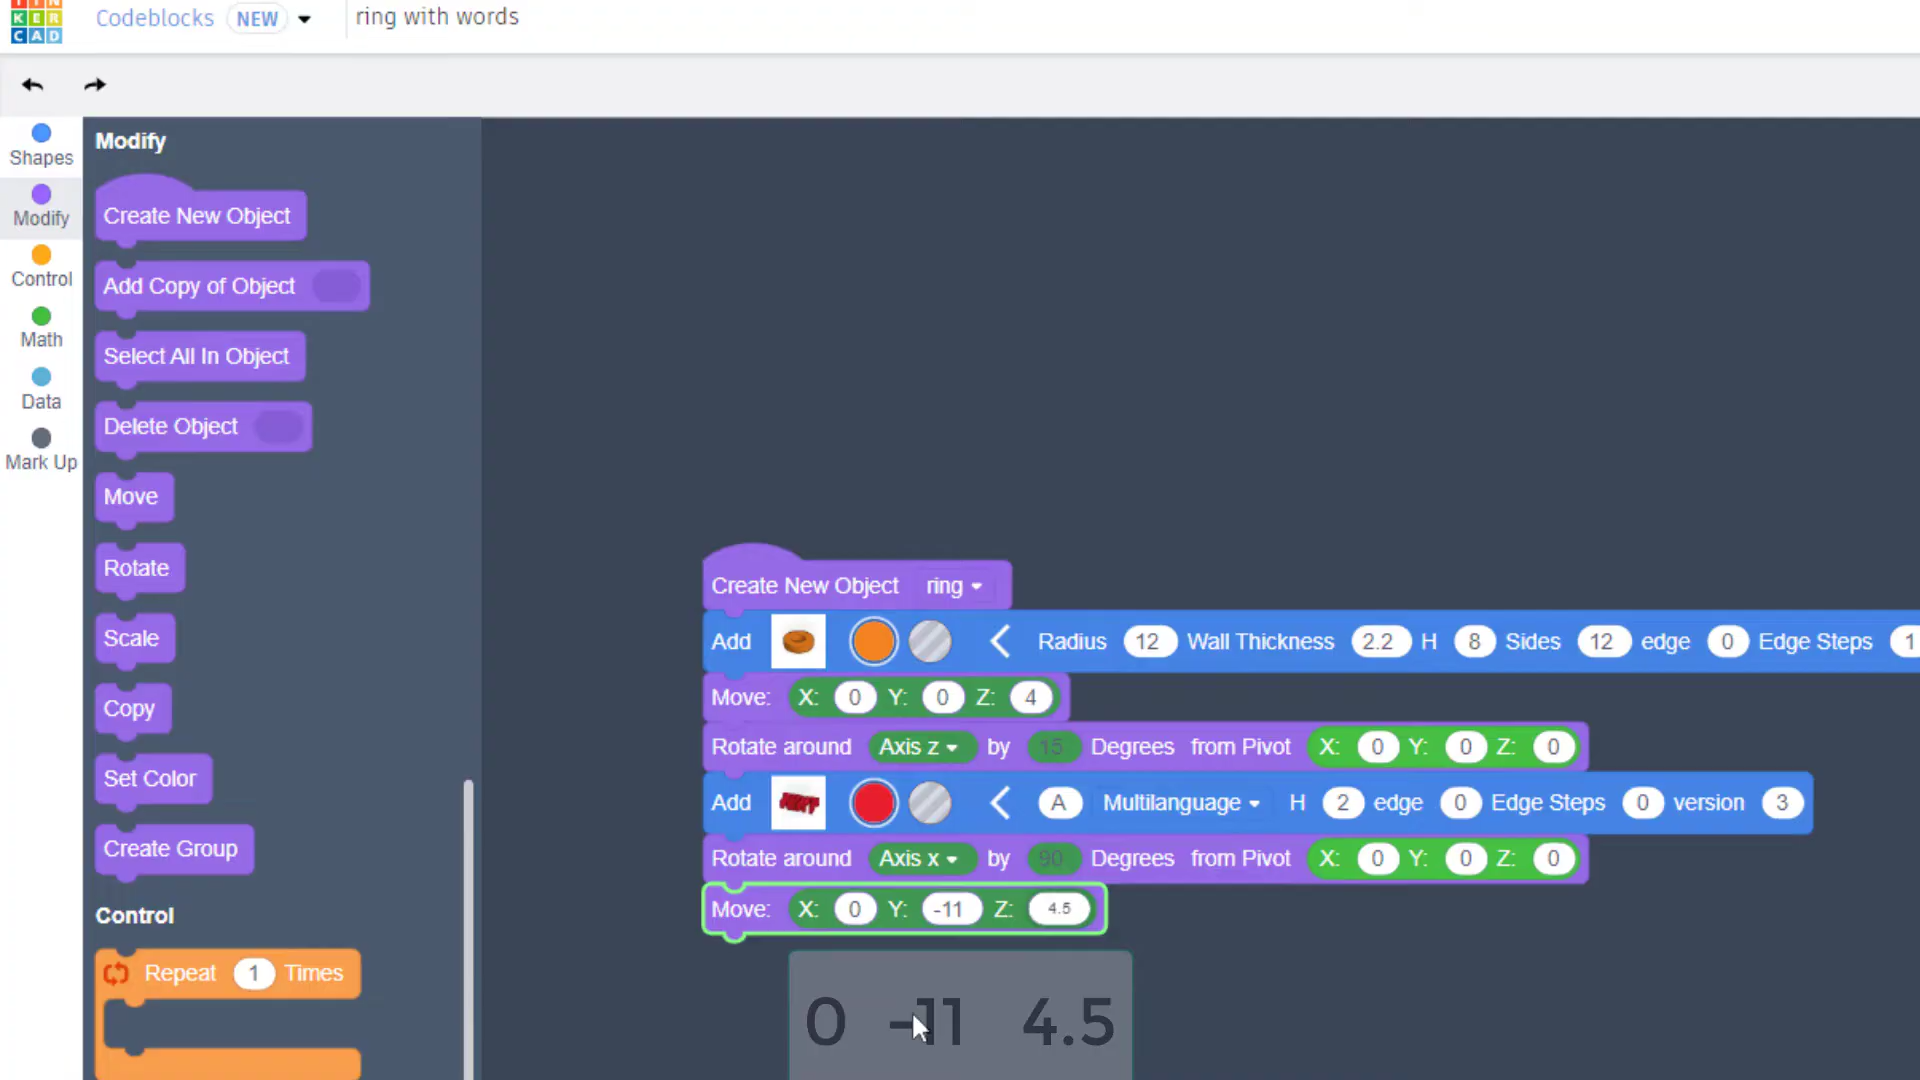 TIN
KER
CAD
Codeblocks NEW ring with words
Shapes
Modify
Control
Math
Data
Mark Up
Modify
Create New Object
Add Copy of Object
Select All In Object
Delete Object
Move
Rotate
Scale
Copy
Set Color
Create Group
Control
Repeat 1 Times
Create New Object ring
Add Radius 12 Wall Thickness 2.2 H 8 Sides 12 edge 0 Edge Steps 1
Move: X: 0 Y: 0 Z: 4
Rotate around Axis z by 15 Degrees from Pivot X: 0 Y: 0 Z: 0
Add A Multilanguage H 2 edge 0 Edge Steps 0 version 3
Rotate around Axis x by 90 Degrees from Pivot X: 0 Y: 0 Z: 0
Move: X: 0 Y: -11 Z: 4.5
0 -11 4.5